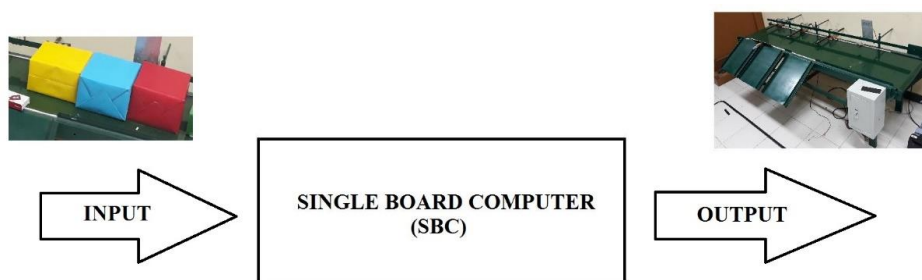 INPUT
SINGLE BOARD COMPUTER
(SBC)
OUTPUT